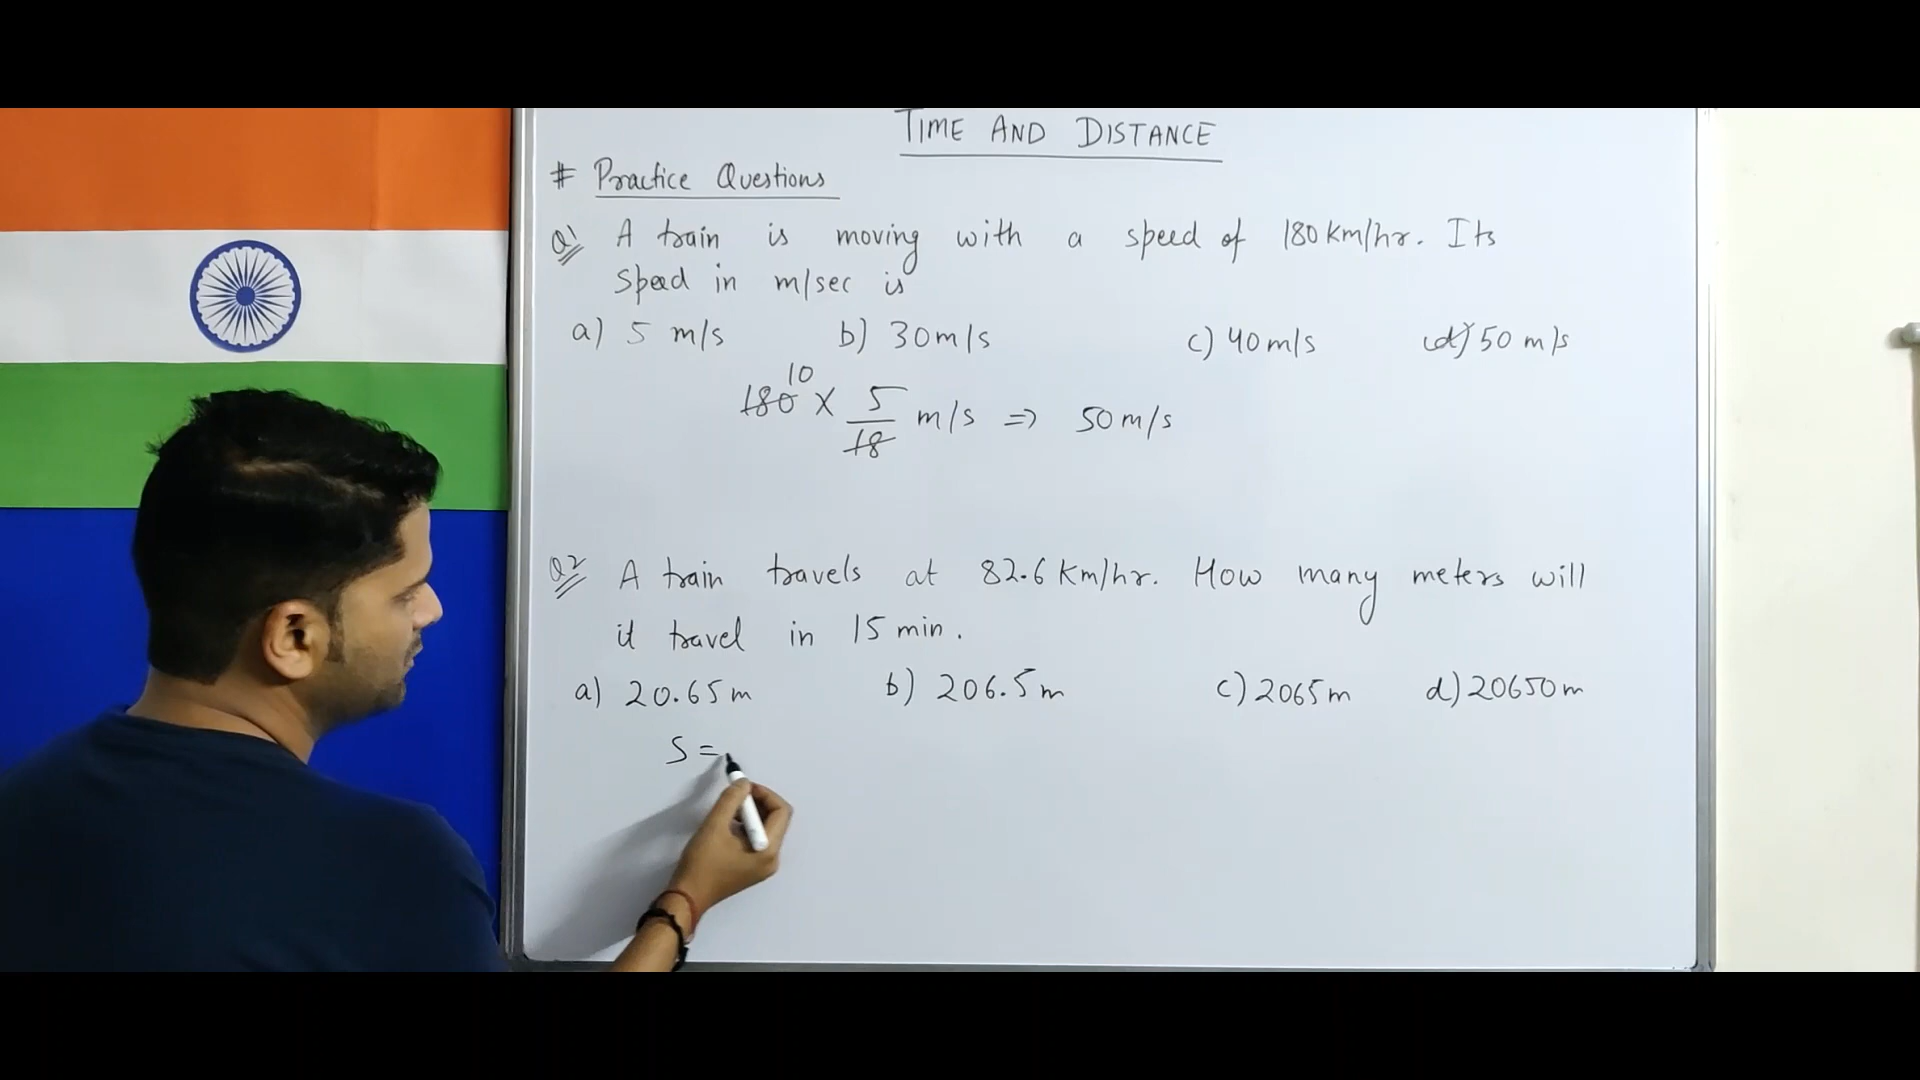 TIME AND DISTANCE
# Practice Questions
Q1 A train is moving with a speed of 180 km/hr. Its
speed in m/sec is
a) 5 m/s b) 30 m/s c) 40 m/s d) 50 m/s
10
180 × 5/18 m/s => 50 m/s
Q2 A train travels at 82.6 Km/hr. How many meters will
it travel in 15 min.
a) 20.65 m b) 206.5 m c) 2065 m d) 20650 m
S =